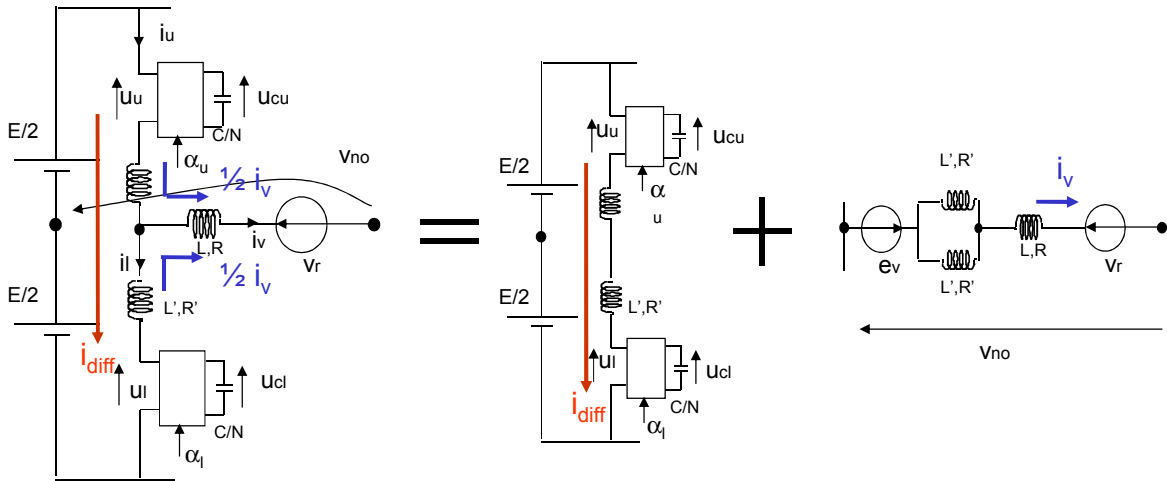 iu
uu
ucu
E/2
C/N
αu
vno
½ iv
L,R
iv
vr
il
½ iv
E/2
L',R'
idiff
ul
ucl
C/N
αl
=
uu
ucu
C/N
α
u
E/2
E/2
L',R'
ul
ucl
idiff
C/N
αl
+
L',R'
iv
ev
L,R
vr
L',R'
vno